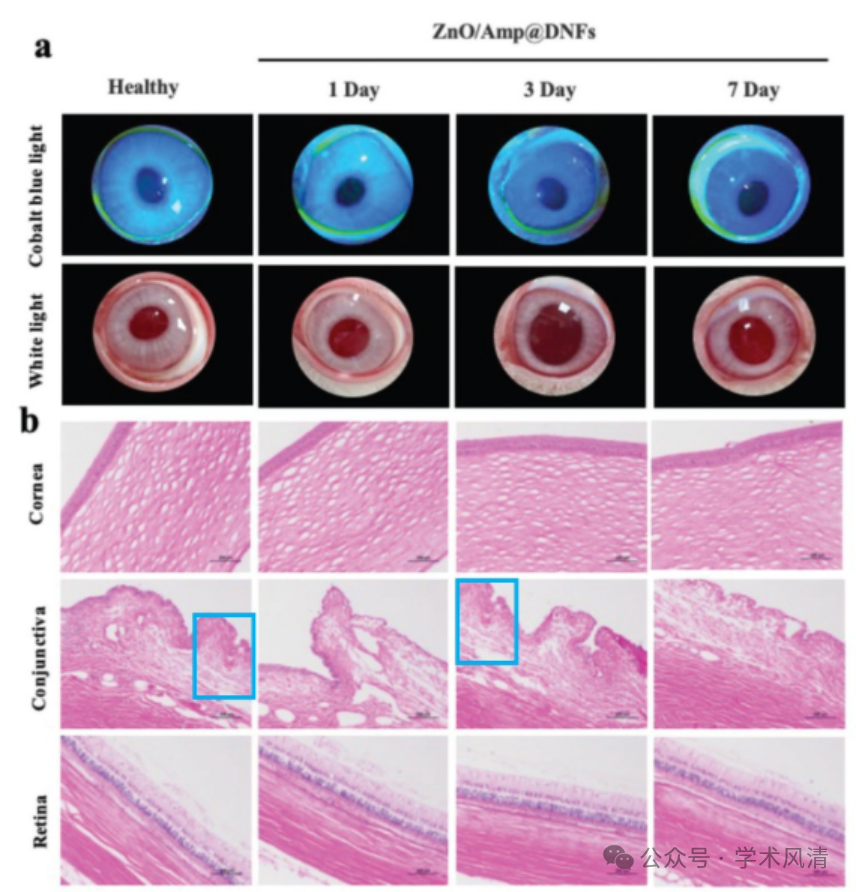 a
ZnO/Amp@DNFs
Healthy
1 Day
3 Day
7 Day
Cobalt blue light
White light
b
Cornea
Conjunctiva
Retina
公众号 · 学术风清